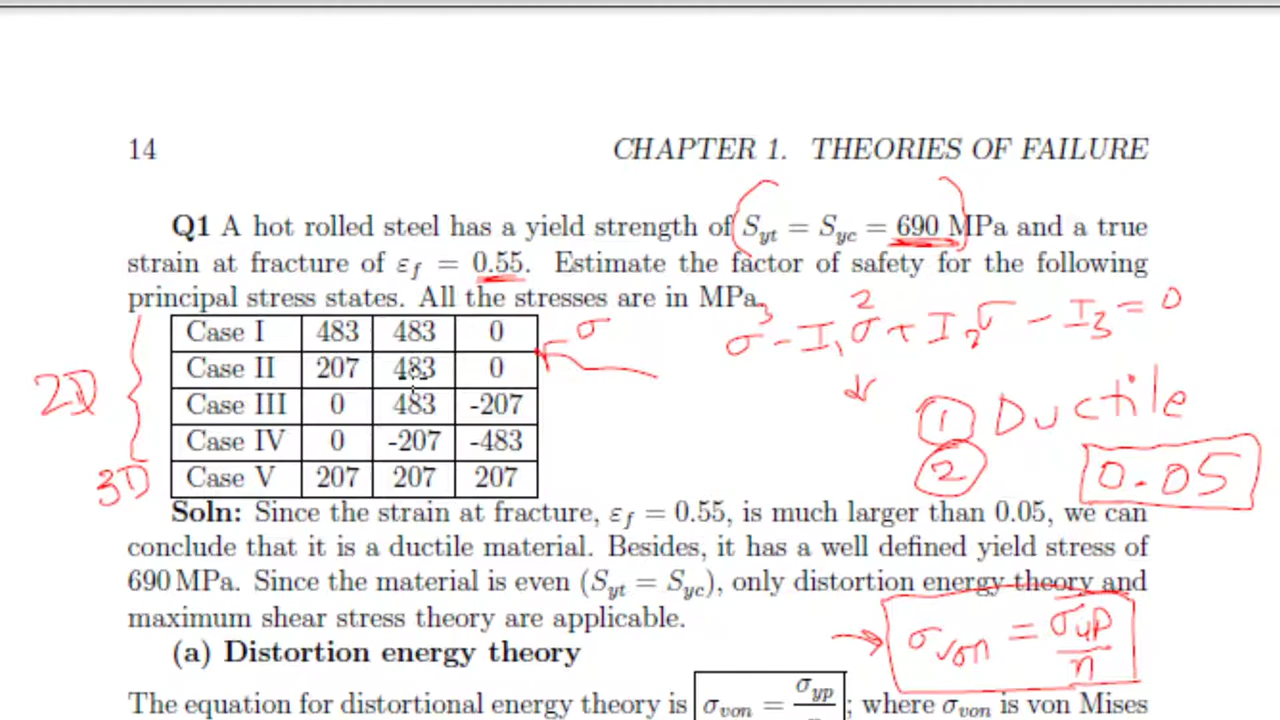 14 CHAPTER 1. THEORIES OF FAILURE
Q1 A hot rolled steel has a yield strength of S_yt = S_yc = 690 MPa and a true
strain at fracture of ε_f = 0.55. Estimate the factor of safety for the following
principal stress states. All the stresses are in MPa.
σ³ - I₁σ² + I₂σ - I₃ = 0
Case I 483 483 0
σ
Case II 207 483 0
2D
Case III 0 483 -207
① Ductile
Case IV 0 -207 -483
② 0.05
3D
Case V 207 207 207
Soln: Since the strain at fracture, ε_f = 0.55, is much larger than 0.05, we can
conclude that it is a ductile material. Besides, it has a well defined yield stress of
690 MPa. Since the material is even (S_yt = S_yc), only distortion energy theory and
maximum shear stress theory are applicable.
σ_von = σ_yp/n
(a) Distortion energy theory
The equation for distortional energy theory is σ_von = σ_yp ; where σ_von is von Mises